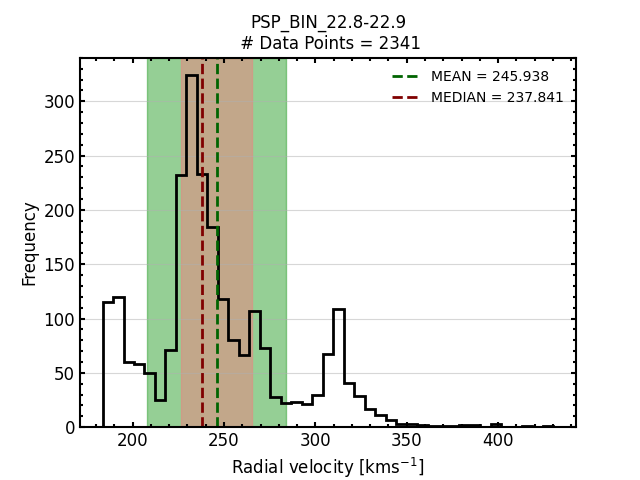 PSP_BIN_22.8-22.9
# Data Points = 2341
MEAN = 245.938
MEDIAN = 237.841
Frequency
300
250
200
150
100
50
0
200 250 300 350 400
Radial velocity [kms⁻¹]